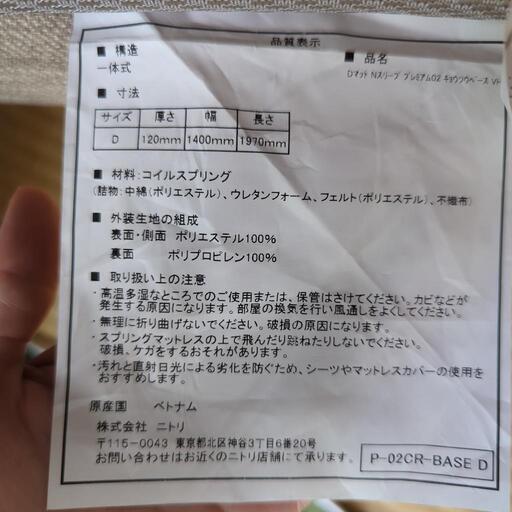 品質表示
■ 構造
一体式
■ 品名
Dマット Nスリープ プレミアム02 キョウツウベース VH
■ 寸法
サイズ 厚さ 幅 長さ
D 120mm 1400mm 1970mm
■ 材料:コイルスプリング
(詰物:中綿(ポリエステル)、ウレタンフォーム、フェルト(ポリエステル)、不織布)
■ 外装生地の組成
表面・側面 ポリエステル100%
裏面 ポリプロピレン100%
■ 取り扱い上の注意
・高温多湿なところでのご使用または、保管はさけてください。カビなどが
発生する原因になります。部屋の換気を行い風通しをよくしてください。
・無理に折り曲げないでください。破損の原因になります。
・スプリングマットレスの上で飛んだり跳ねたりしないでください。
破損、ケガをするおそれがあります。
・汚れと直射日光による劣化を防ぐため、シーツやマットレスカバーの使用を
おすすめします。
原産国 ベトナム
株式会社 ニトリ
〒115-0043 東京都北区神谷3丁目6番20号
お問い合わせはお近くのニトリ店舗にて承ります。
P-02CR-BASE D